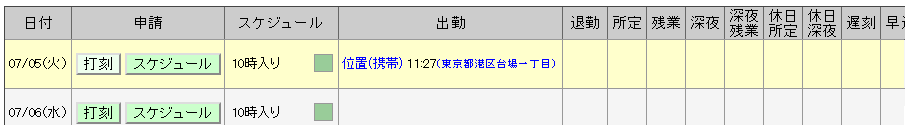 日付 申請 スケジュール 出勤 退勤 所定 残業 深夜 深夜残業 休日所定 休日深夜 遅刻
07/05(火) 打刻 スケジュール 10時入り 位置(携帯) 11:27(東京都港区台場一丁目)
07/06(水) 打刻 スケジュール 10時入り